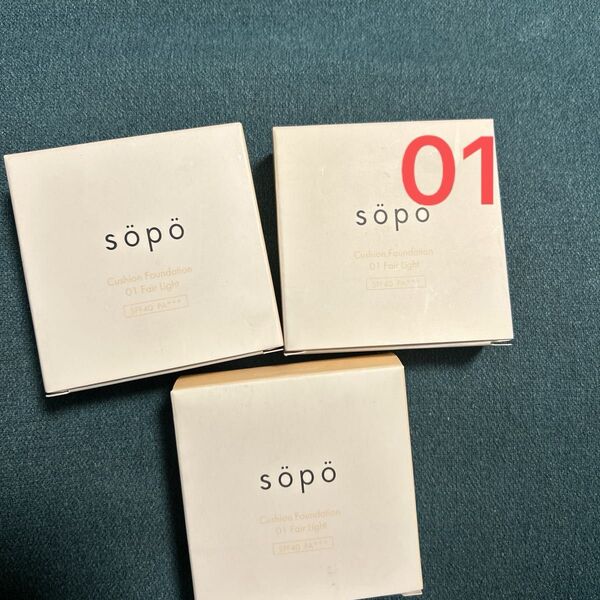 söpö
Cushion Foundation
01 Fair Light
SPF40 PA+++
01
söpö
Cushion Foundation
01 Fair Light
SPF40 PA+++
söpö
Cushion Foundation
01 Fair Light
SPF40 PA+++